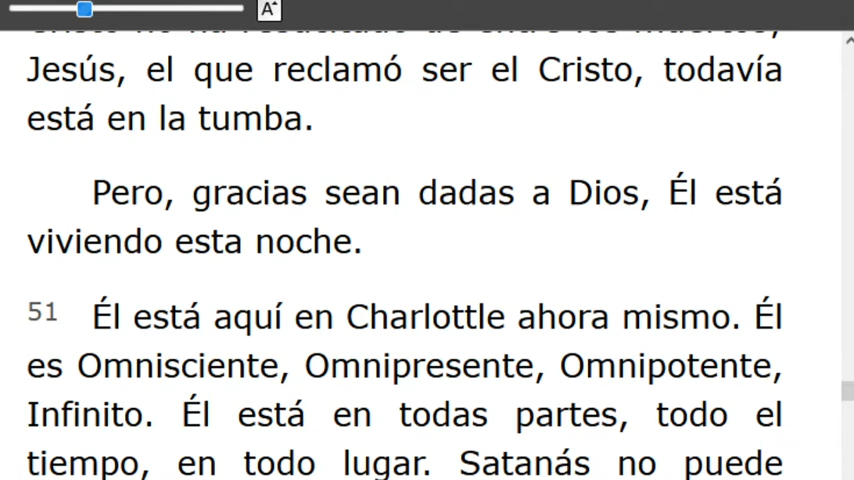 A
Jesús, el que reclamó ser el Cristo, todavía
está en la tumba.
Pero, gracias sean dadas a Dios, Él está
viviendo esta noche.
51 Él está aquí en Charlottle ahora mismo. Él
es Omnisciente, Omnipresente, Omnipotente,
Infinito. Él está en todas partes, todo el
tiempo, en todo lugar. Satanás no puede